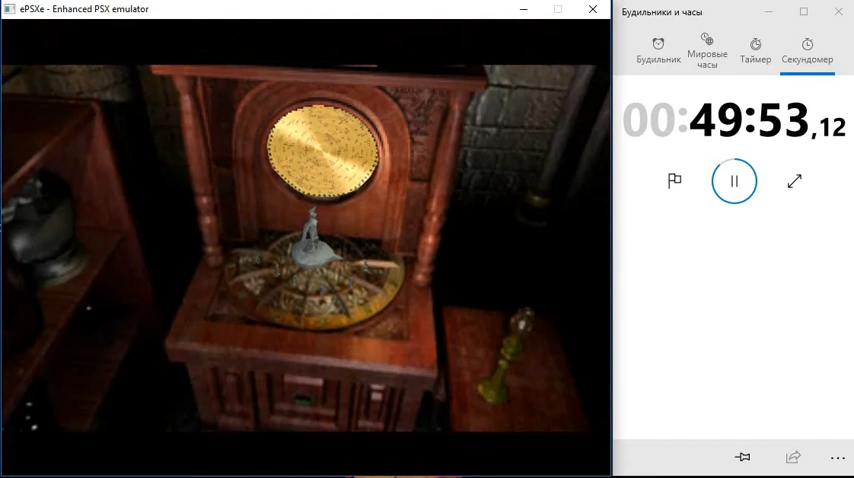 ePSXe - Enhanced PSX emulator
Будильники и часы
Будильник
Мировые
часы
Таймер
Секундомер
00:49:53,12